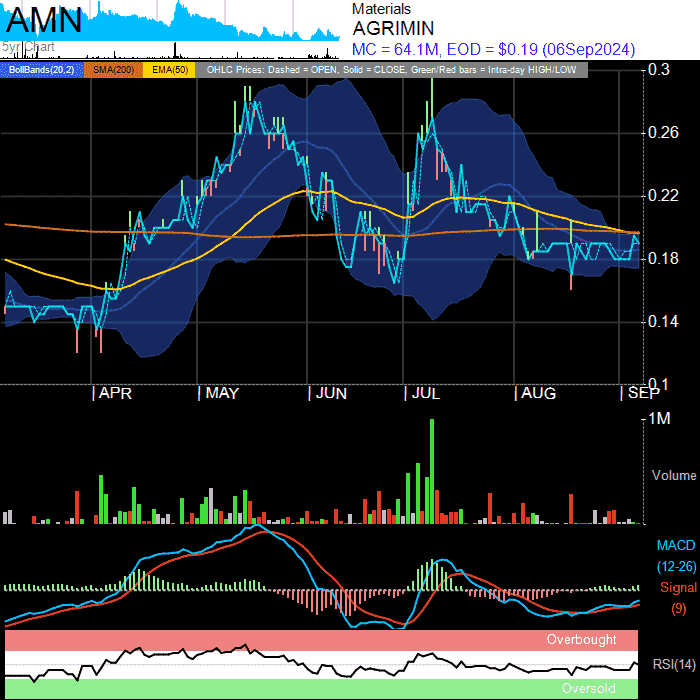 AMN
5yr Chart
Materials
AGRIMIN
MC = 64.1M, EOD = $0.19 (06Sep2024)
BollBands(20,2) SMA(200) EMA(50) OHLC Prices: Dashed = OPEN, Solid = CLOSE, Green/Red bars = Intra-day HIGH/LOW
0.3
0.26
0.22
0.18
0.14
0.1
APR MAY JUN JUL AUG SEP
1M
Volume
MACD
(12-26)
Signal
(9)
Overbought
RSI(14)
Oversold